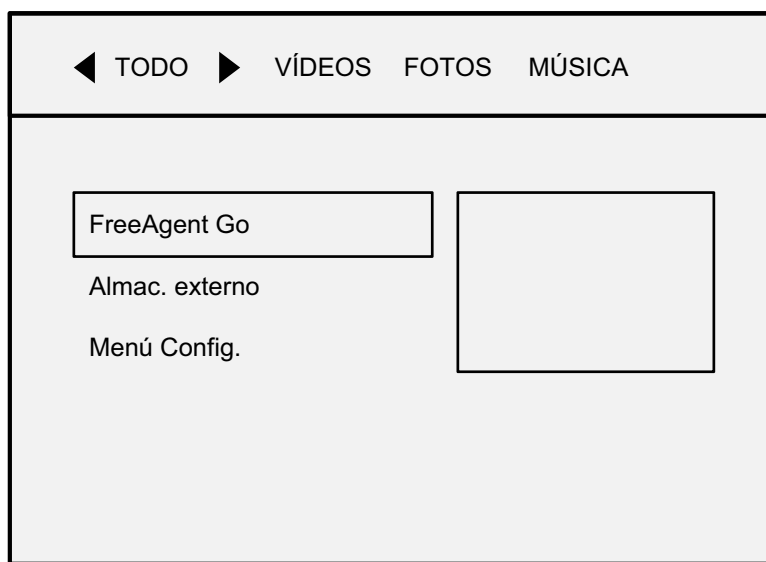 TODO VÍDEOS FOTOS MÚSICA
FreeAgent Go
Almac. externo
Menú Config.